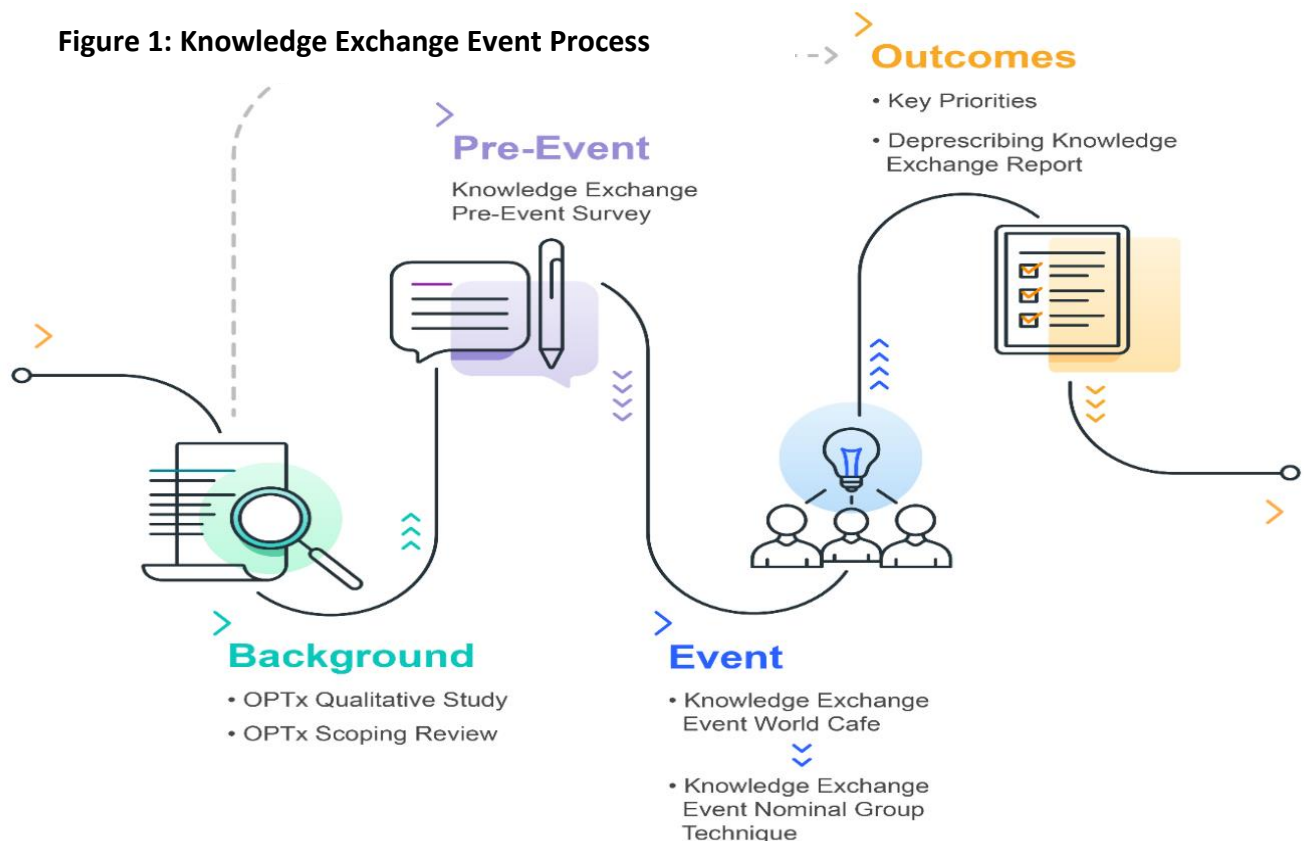 Figure 1: Knowledge Exchange Event Process
Outcomes
• Key Priorities
• Deprescribing Knowledge
Exchange Report
Pre-Event
Knowledge Exchange
Pre-Event Survey
Background
• OPTx Qualitative Study
• OPTx Scoping Review
Event
• Knowledge Exchange
Event World Cafe
• Knowledge Exchange
Event Nominal Group
Technique